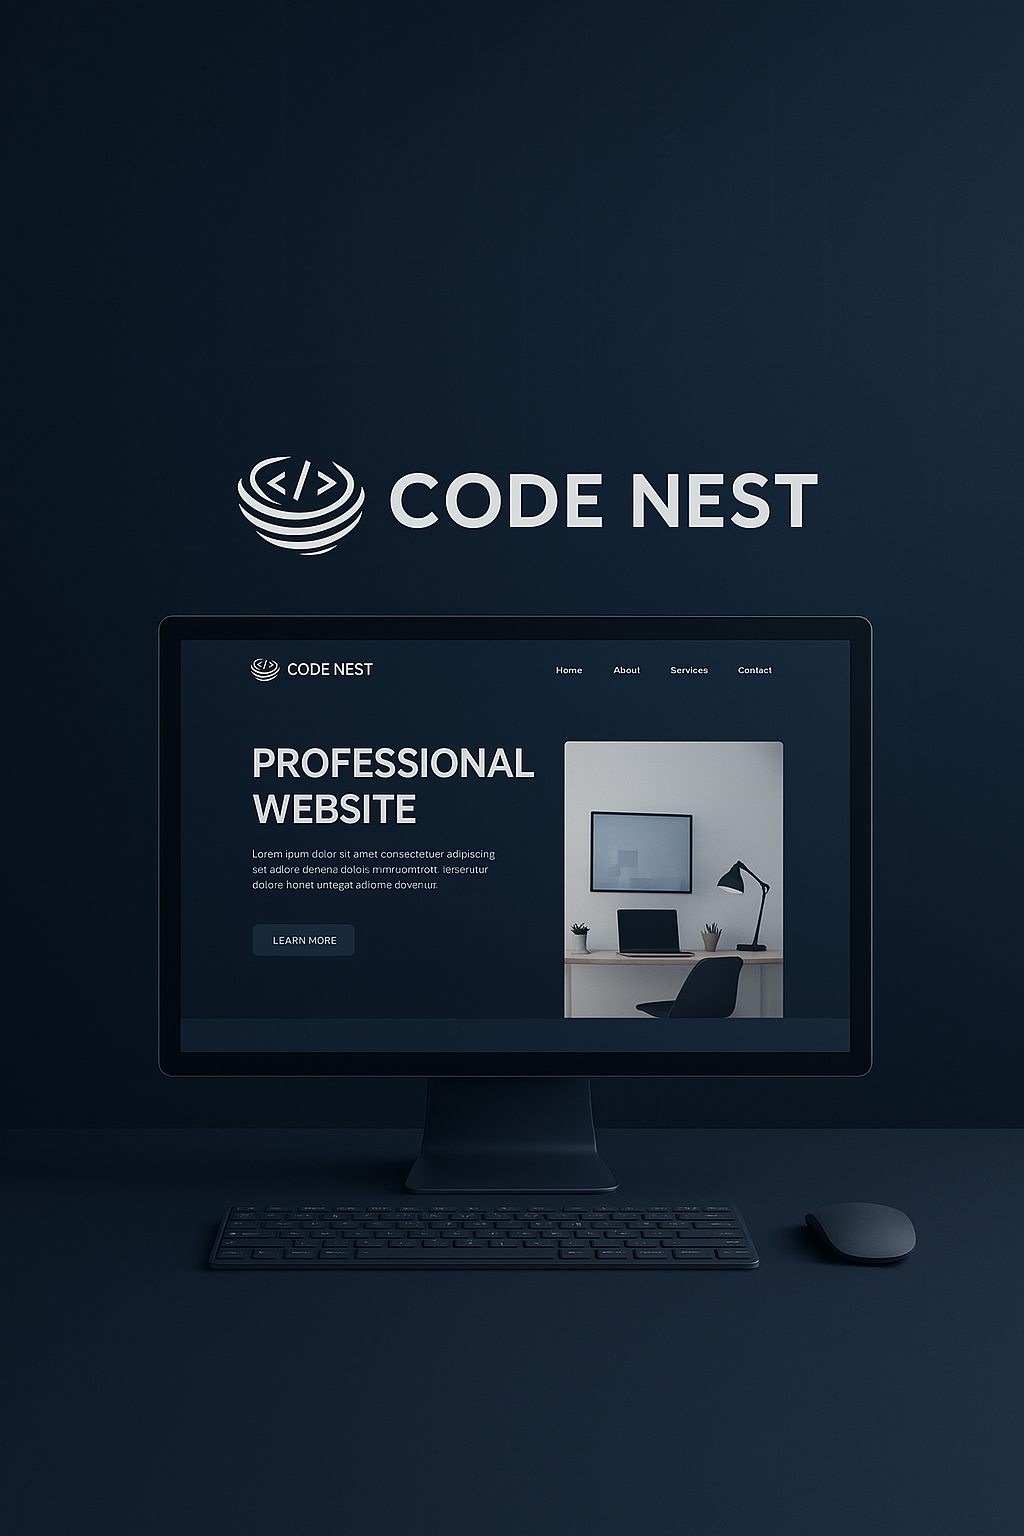 </> CODE NEST
</> CODE NEST
Home About Services Contact
PROFESSIONAL
WEBSITE
Lorem ipum dolor sit amet consectetuer adipiscing
set adlore denena dolois mmruomtrott. Ierserutur
dolore honet untegat adiome dovenur.
LEARN MORE